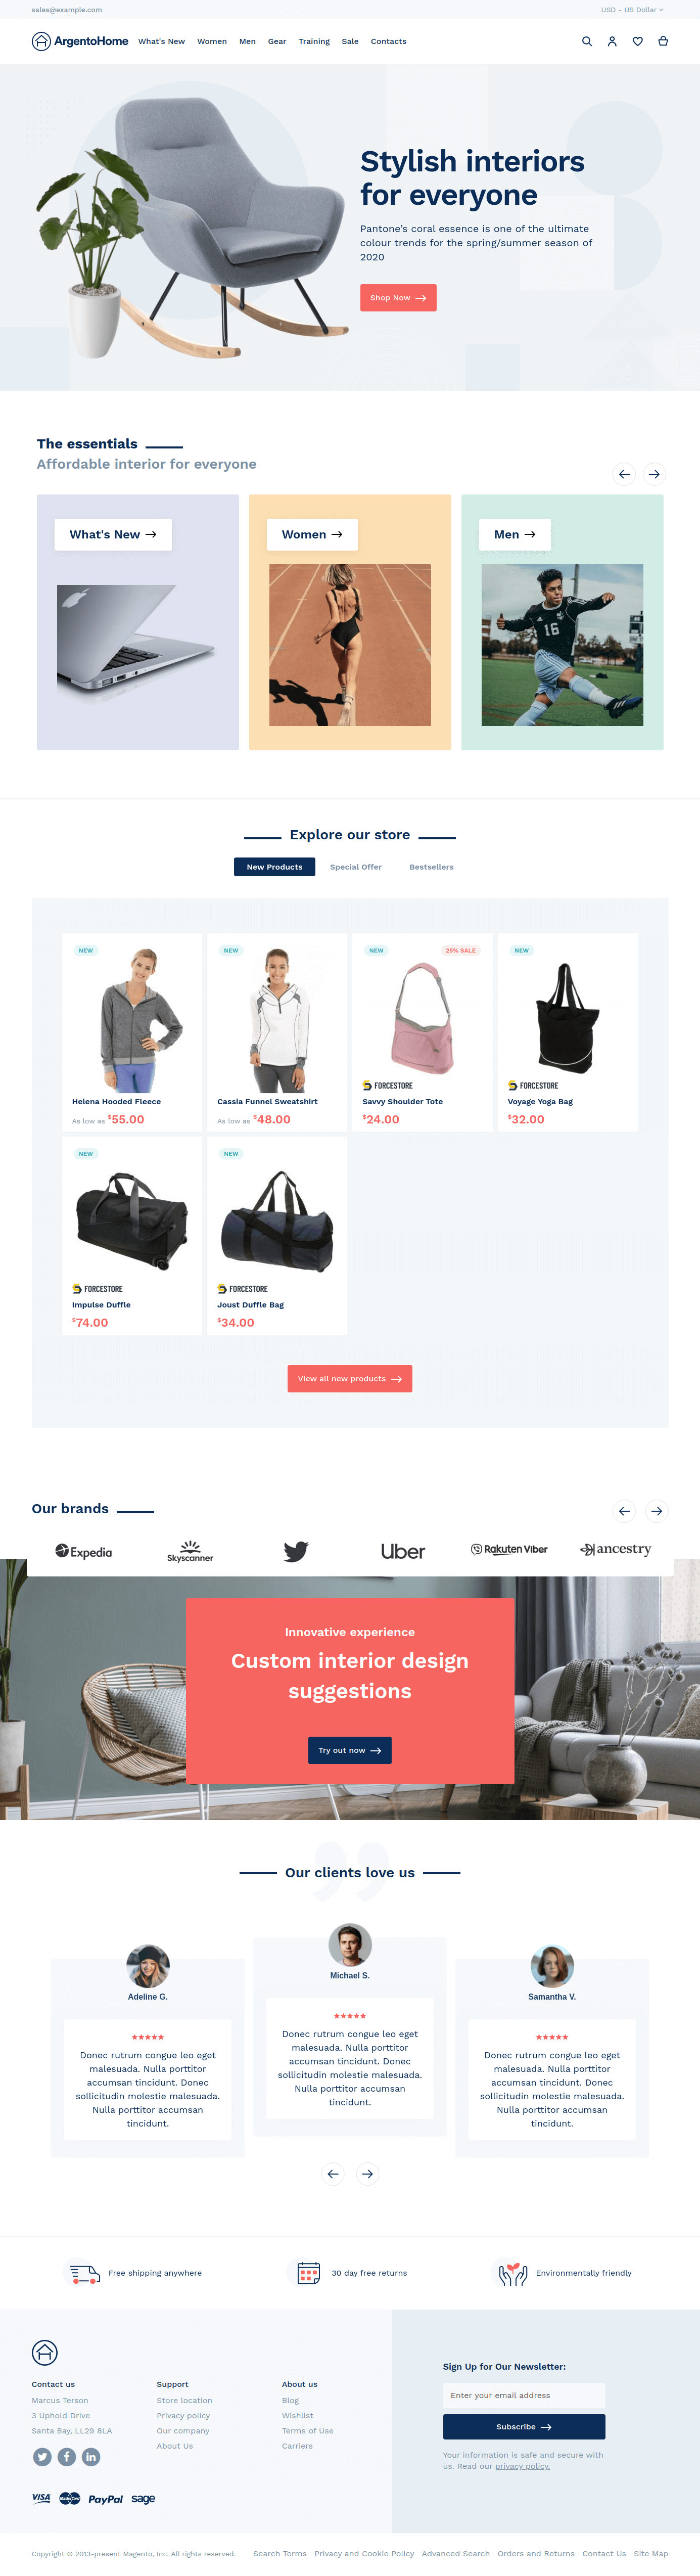 sales@example.com
USD - US Dollar
ArgentoHome
What's New
Women
Men
Gear
Training
Sale
Contacts
Stylish interiors
for everyone
Pantone's coral essence is one of the ultimate
colour trends for the spring/summer season of
2020
Shop Now
The essentials
Affordable interior for everyone
What's New
Women
Men
16
Explore our store
New Products
Special Offer
Bestsellers
NEW
Helena Hooded Fleece
As low as $55.00
NEW
Cassia Funnel Sweatshirt
As low as $48.00
NEW
25% SALE
FORCESTORE
Savvy Shoulder Tote
$24.00
NEW
FORCESTORE
Voyage Yoga Bag
$32.00
NEW
FORCESTORE
Impulse Duffle
$74.00
NEW
FORCESTORE
Joust Duffle Bag
$34.00
View all new products
Our brands
Expedia
Skyscanner
Uber
Rakuten Viber
ancestry
Innovative experience
Custom interior design
suggestions
Try out now
Our clients love us
Adeline G.
Donec rutrum congue leo eget
malesuada. Nulla porttitor
accumsan tincidunt. Donec
sollicitudin molestie malesuada.
Nulla porttitor accumsan
tincidunt.
Michael S.
Donec rutrum congue leo eget
malesuada. Nulla porttitor
accumsan tincidunt. Donec
sollicitudin molestie malesuada.
Nulla porttitor accumsan
tincidunt.
Samantha V.
Donec rutrum congue leo eget
malesuada. Nulla porttitor
accumsan tincidunt. Donec
sollicitudin molestie malesuada.
Nulla porttitor accumsan
tincidunt.
Free shipping anywhere
30 day free returns
Environmentally friendly
Contact us
Marcus Terson
3 Uphold Drive
Santa Bay, LL29 8LA
Support
Store location
Privacy policy
Our company
About Us
About us
Blog
Wishlist
Terms of Use
Carriers
VISA
MasterCard
PayPal
sage
Sign Up for Our Newsletter:
Enter your email address
Subscribe
Your information is safe and secure with
us. Read our privacy policy.
Copyright © 2013-present Magento, Inc. All rights reserved.
Search Terms
Privacy and Cookie Policy
Advanced Search
Orders and Returns
Contact Us
Site Map